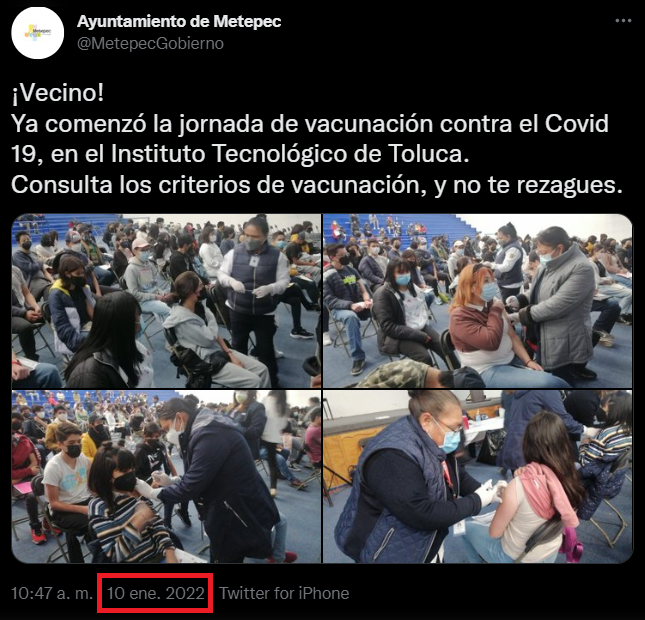 Ayuntamiento de Metepec
@MetepecGobierno
¡Vecino!
Ya comenzó la jornada de vacunación contra el Covid
19, en el Instituto Tecnológico de Toluca.
Consulta los criterios de vacunación, y no te rezagues.
10:47 a. m. 10 ene. 2022 Twitter for iPhone